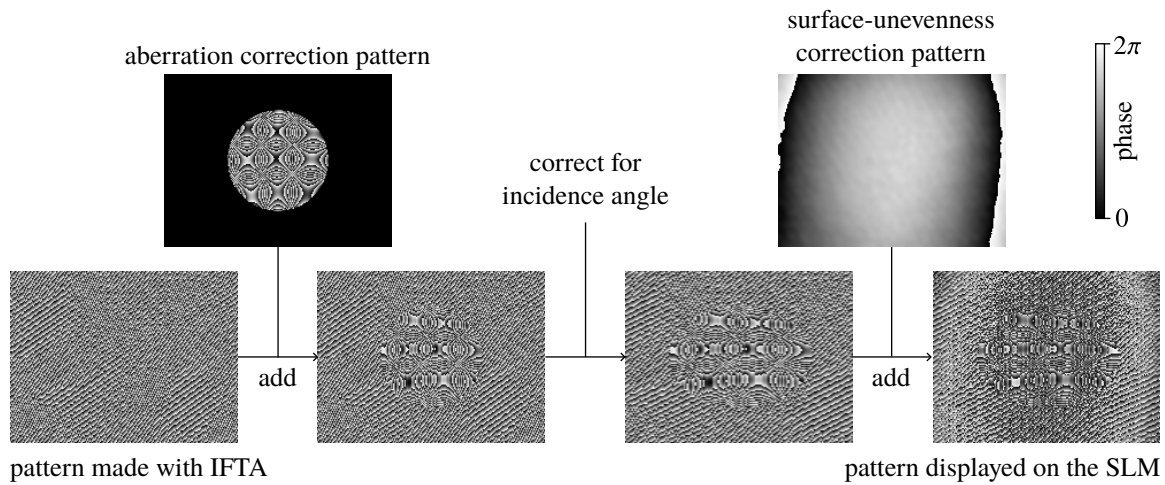 aberration correction pattern
surface-unevenness
correction pattern
2π
phase
0
correct for
incidence angle
add
add
pattern made with IFTA
pattern displayed on the SLM